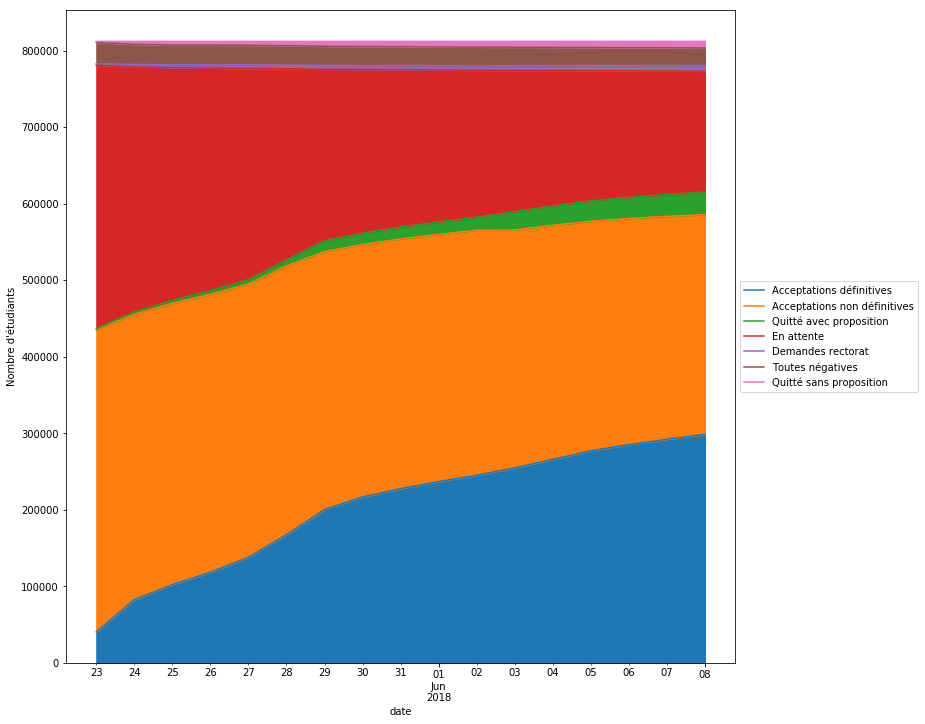 800000
700000
600000
500000
400000
300000
200000
100000
0
Nombre d'étudiants
23 24 25 26 27 28 29 30 31 01 02 03 04 05 06 07 08
Jun
2018
date
Acceptations définitives
Acceptations non définitives
Quitté avec proposition
En attente
Demandes rectorat
Toutes négatives
Quitté sans proposition